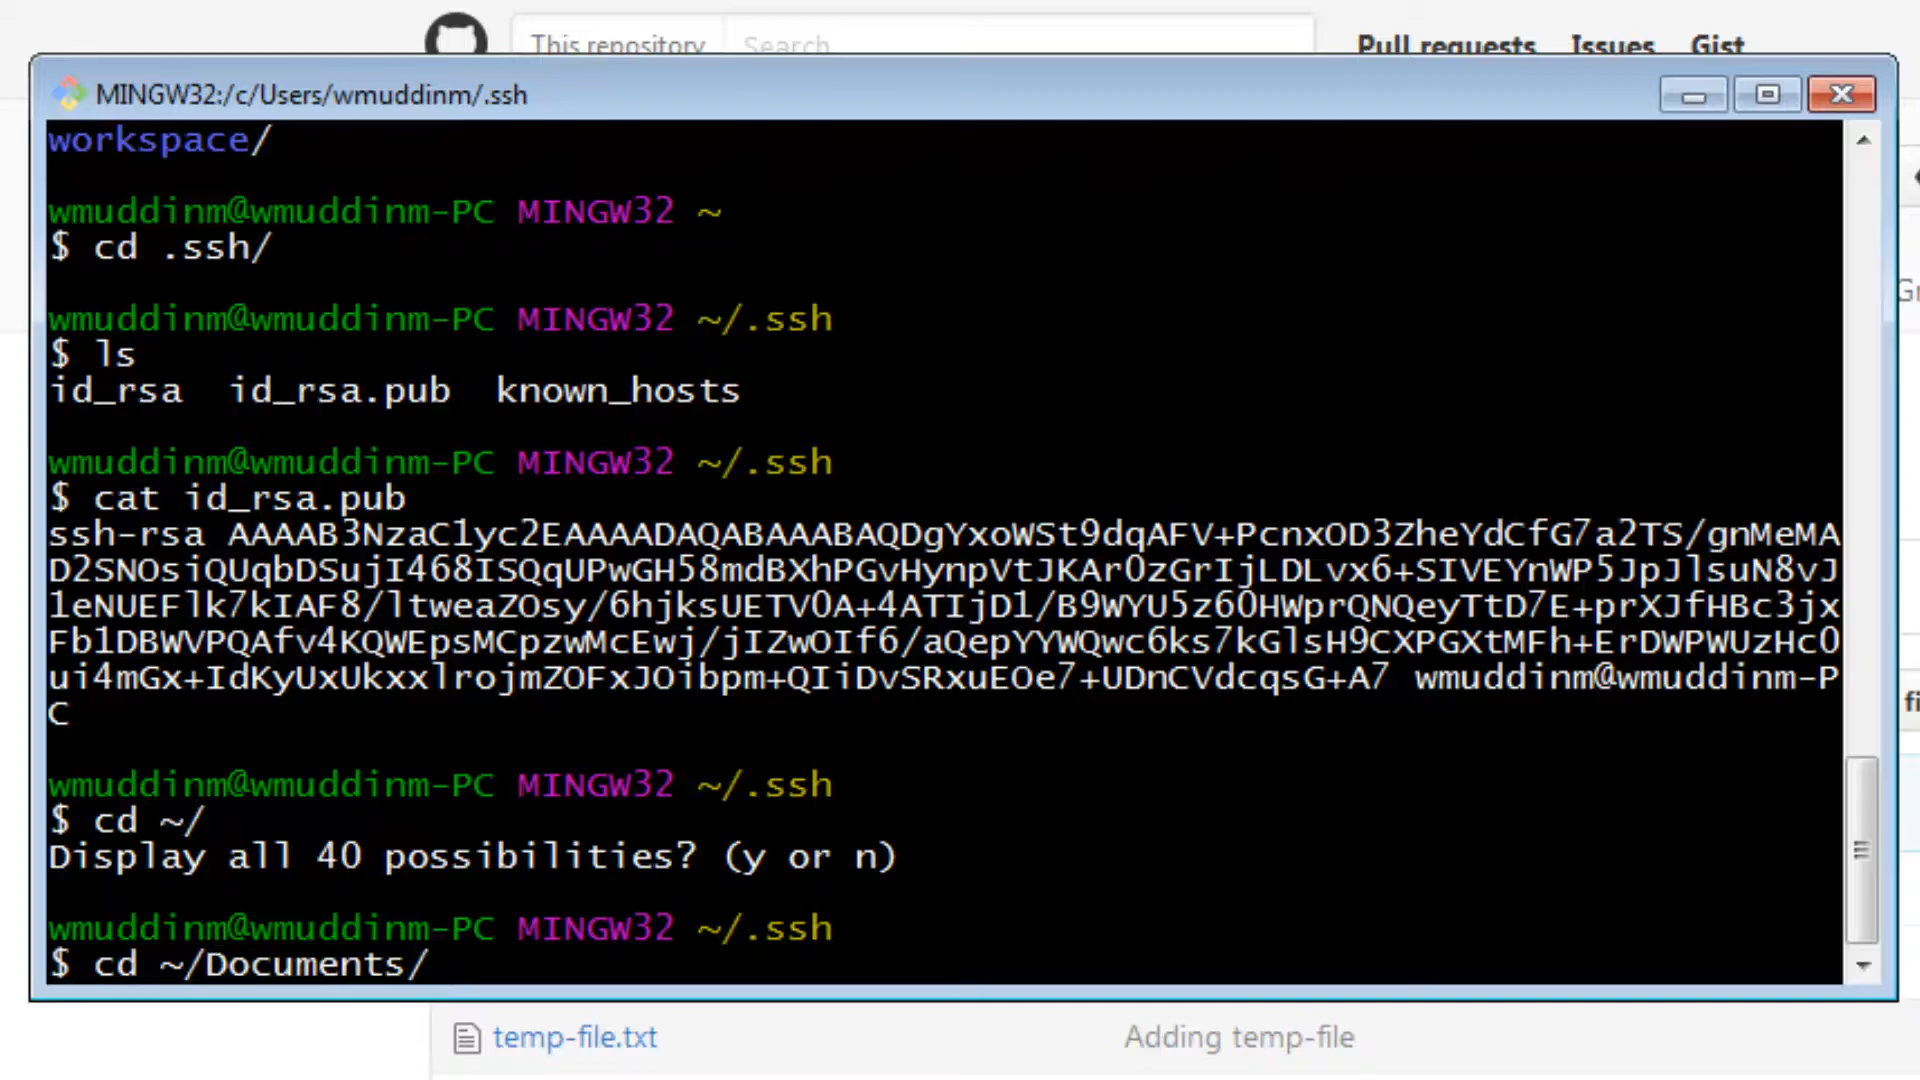 This repository Search Pull requests Issues Gist
MINGW32:/c/Users/wmuddinm/.ssh
workspace/
wmuddinm@wmuddinm-PC MINGW32 ~
$ cd .ssh/
wmuddinm@wmuddinm-PC MINGW32 ~/.ssh
$ ls
id_rsa id_rsa.pub known_hosts
wmuddinm@wmuddinm-PC MINGW32 ~/.ssh
$ cat id_rsa.pub
ssh-rsa AAAAB3NzaC1yc2EAAAADAQABAAABAQDgYxoWSt9dqAFV+PcnxOD3ZheYdCfG7a2TS/gnMeMA
D2SNOsiQUqbDSujI468ISQqUPwGH58mdBXhPGvHynpVtJKAr0zGrIjLDLvx6+SIVEYnWP5JpJlsuN8vJ
1eNUEFlk7kIAF8/ltweaZOsy/6hjksUETV0A+4ATIjD1/B9WYU5z60HWprQNQeyTtD7E+prXJfHBc3jx
Fb1DBWVPQAfv4KQWEpsMCpzwMcEwj/jIZwOIf6/aQepYYWQwc6ks7kGlsH9CXPGXtMFh+ErDWPWUzHc0
ui4mGx+IdKyUxUkxxlrojmZOFxJOibpm+QIiDvSRxuEOe7+UDnCVdcqsG+A7 wmuddinm@wmuddinm-P
C
wmuddinm@wmuddinm-PC MINGW32 ~/.ssh
$ cd ~/
Display all 40 possibilities? (y or n)
wmuddinm@wmuddinm-PC MINGW32 ~/.ssh
$ cd ~/Documents/
temp-file.txt Adding temp-file